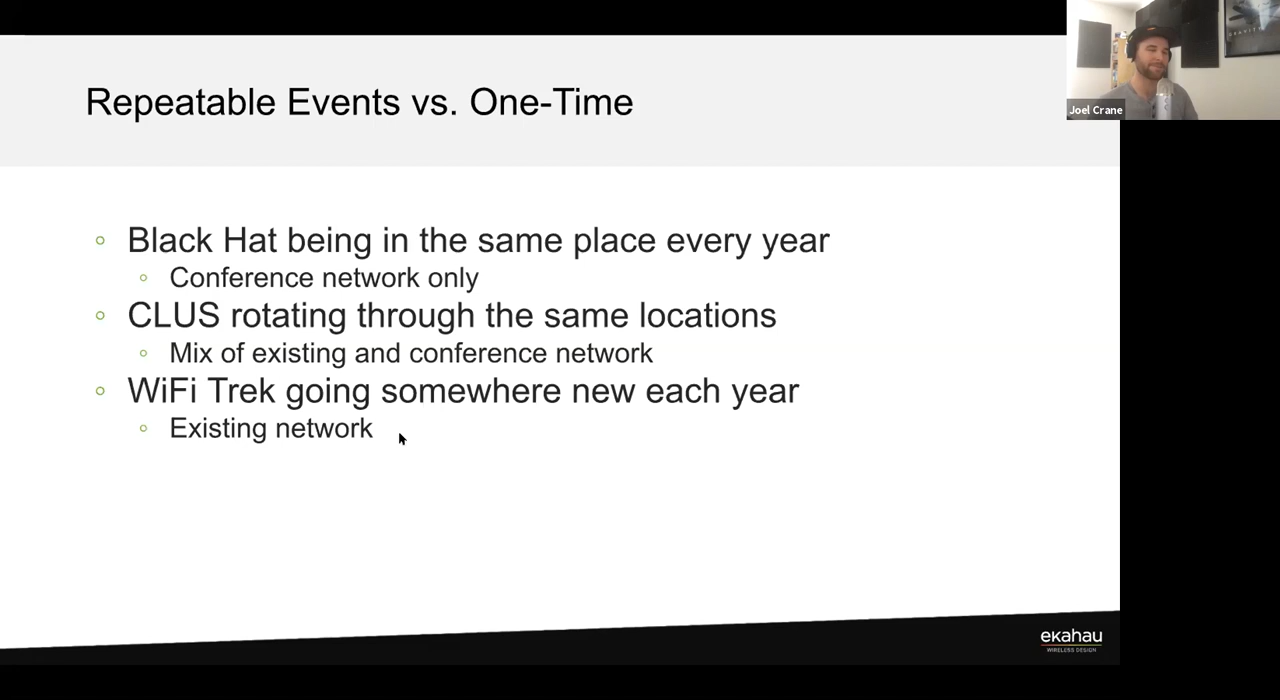 Repeatable Events vs. One-Time
Black Hat being in the same place every year
Conference network only
CLUS rotating through the same locations
Mix of existing and conference network
WiFi Trek going somewhere new each year
Existing network
Joel Crane
ekahau
WIRELESS DESIGN